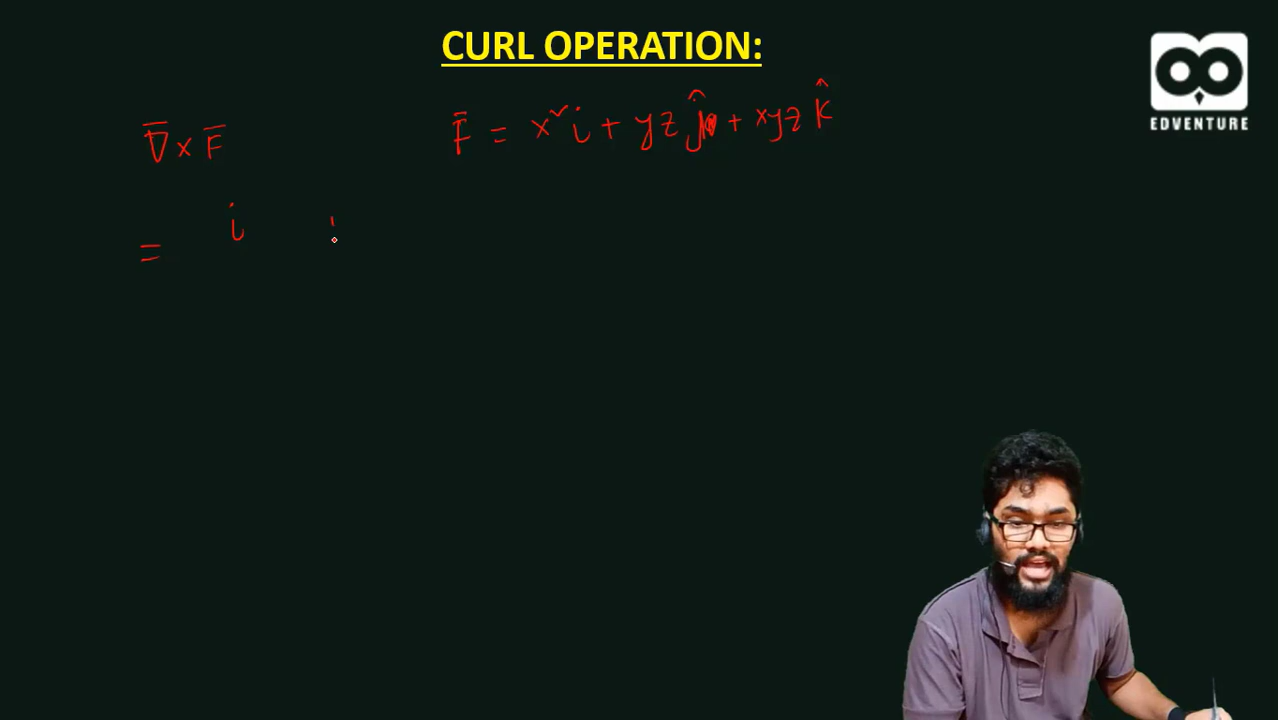 CURL OPERATION:
EDVENTURE
∇̄ × F̄
F̄ = x² i + yz ĵ + xyz k̂
= i